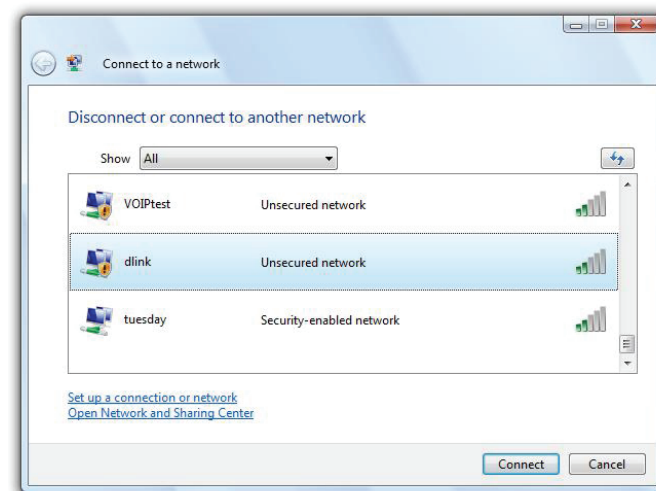 Connect to a network
Disconnect or connect to another network
Show All
VOIPtest Unsecured network
dlink Unsecured network
tuesday Security-enabled network
Set up a connection or network
Open Network and Sharing Center
Connect Cancel